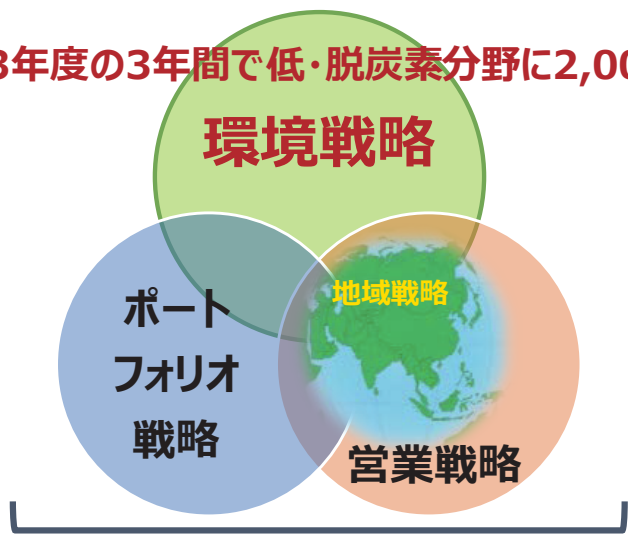 3年度の3年間で低・脱炭素分野に2,00
環境戦略
地域戦略
ポート
フォリオ
戦略
営業戦略